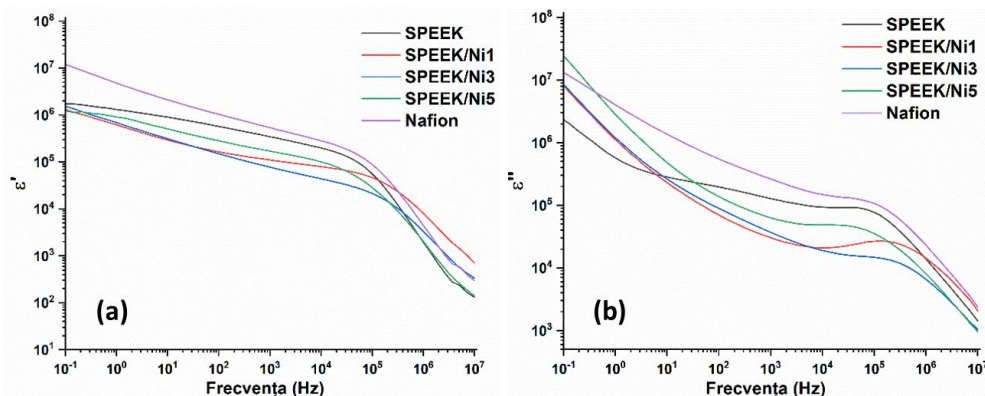 10⁸
10⁷
10⁶
10⁵
10⁴
10³
10²
10¹
ε'
SPEEK
SPEEK/Ni1
SPEEK/Ni3
SPEEK/Ni5
Nafion
(a)
10⁻¹ 10⁰ 10¹ 10² 10³ 10⁴ 10⁵ 10⁶ 10⁷
Frecvența (Hz)
10⁸
10⁷
10⁶
10⁵
10⁴
10³
ε"
SPEEK
SPEEK/Ni1
SPEEK/Ni3
SPEEK/Ni5
Nafion
(b)
10⁻¹ 10⁰ 10¹ 10² 10³ 10⁴ 10⁵ 10⁶ 10⁷
Frecvența (Hz)